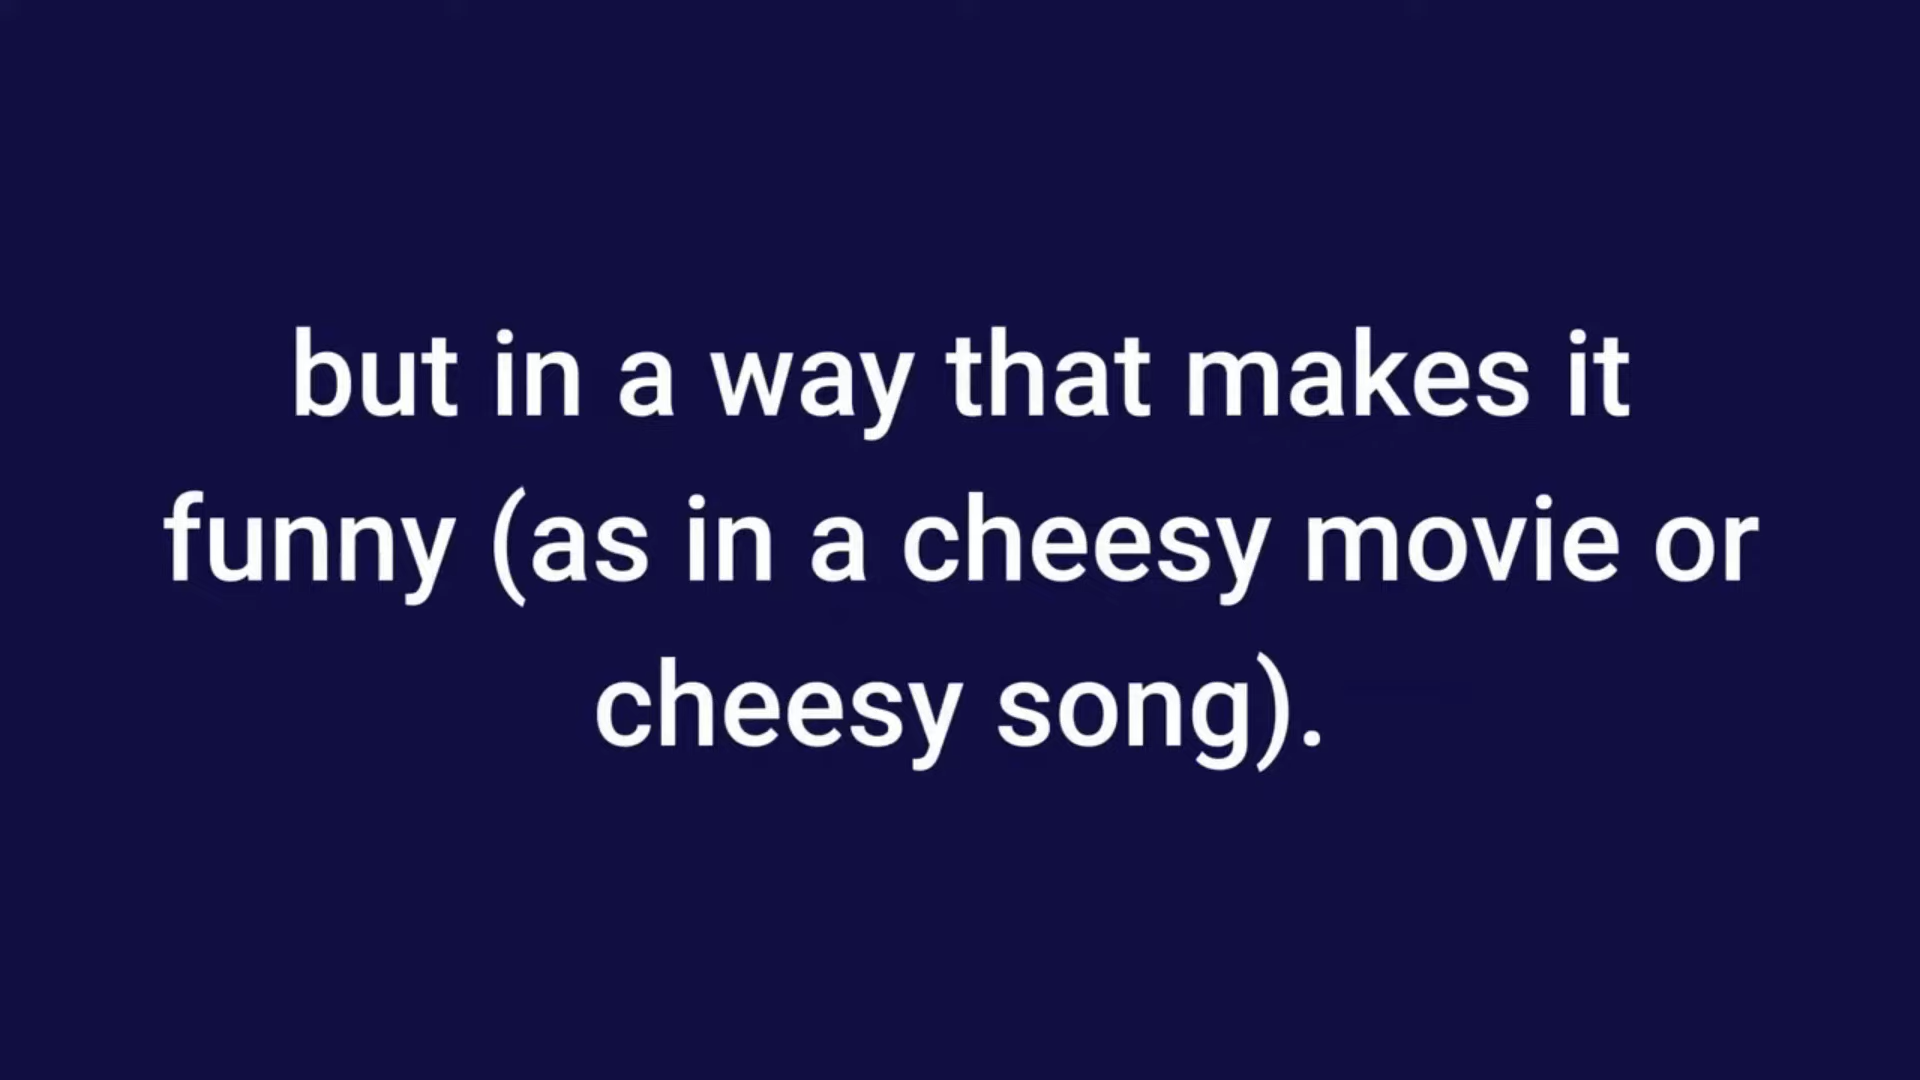 but in a way that makes it
funny (as in a cheesy movie or
cheesy song).